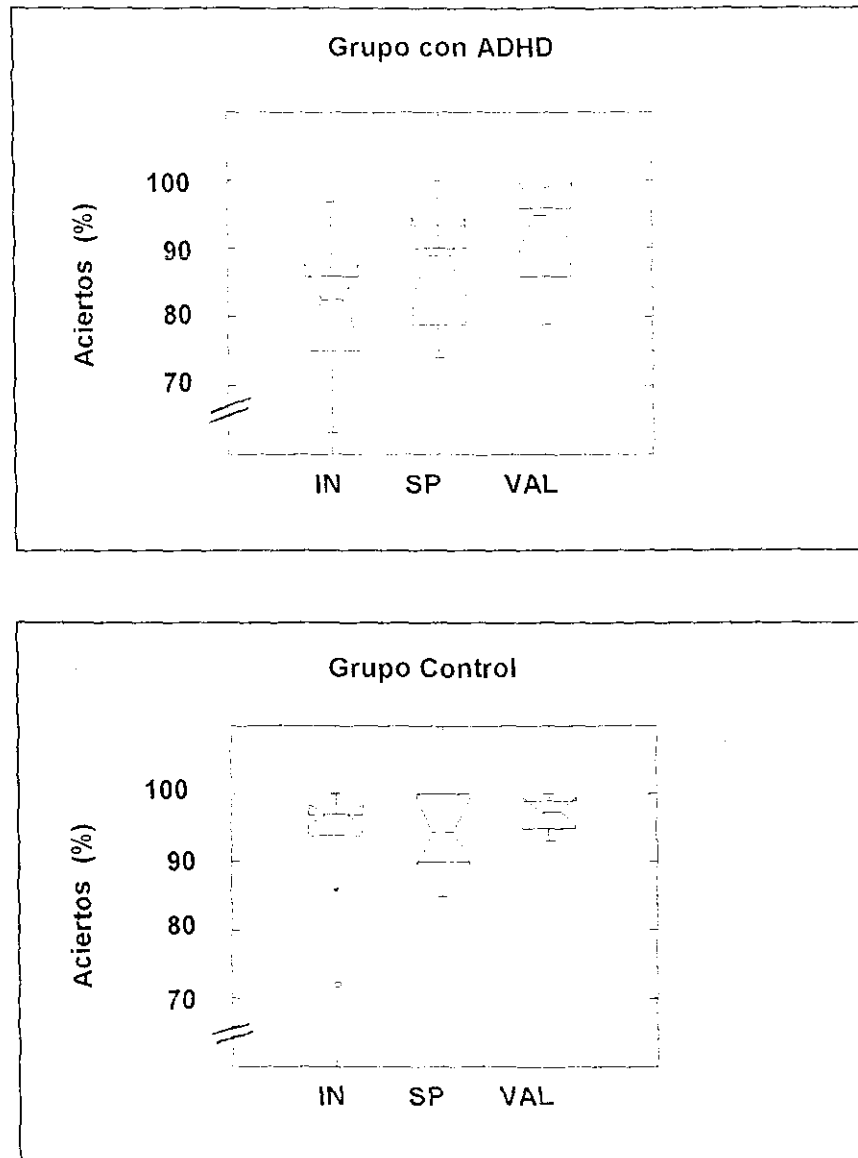 Grupo con ADHD
Aciertos (%)
100
90
80
70
IN SP VAL
Grupo Control
Aciertos (%)
100
90
80
70
IN SP VAL